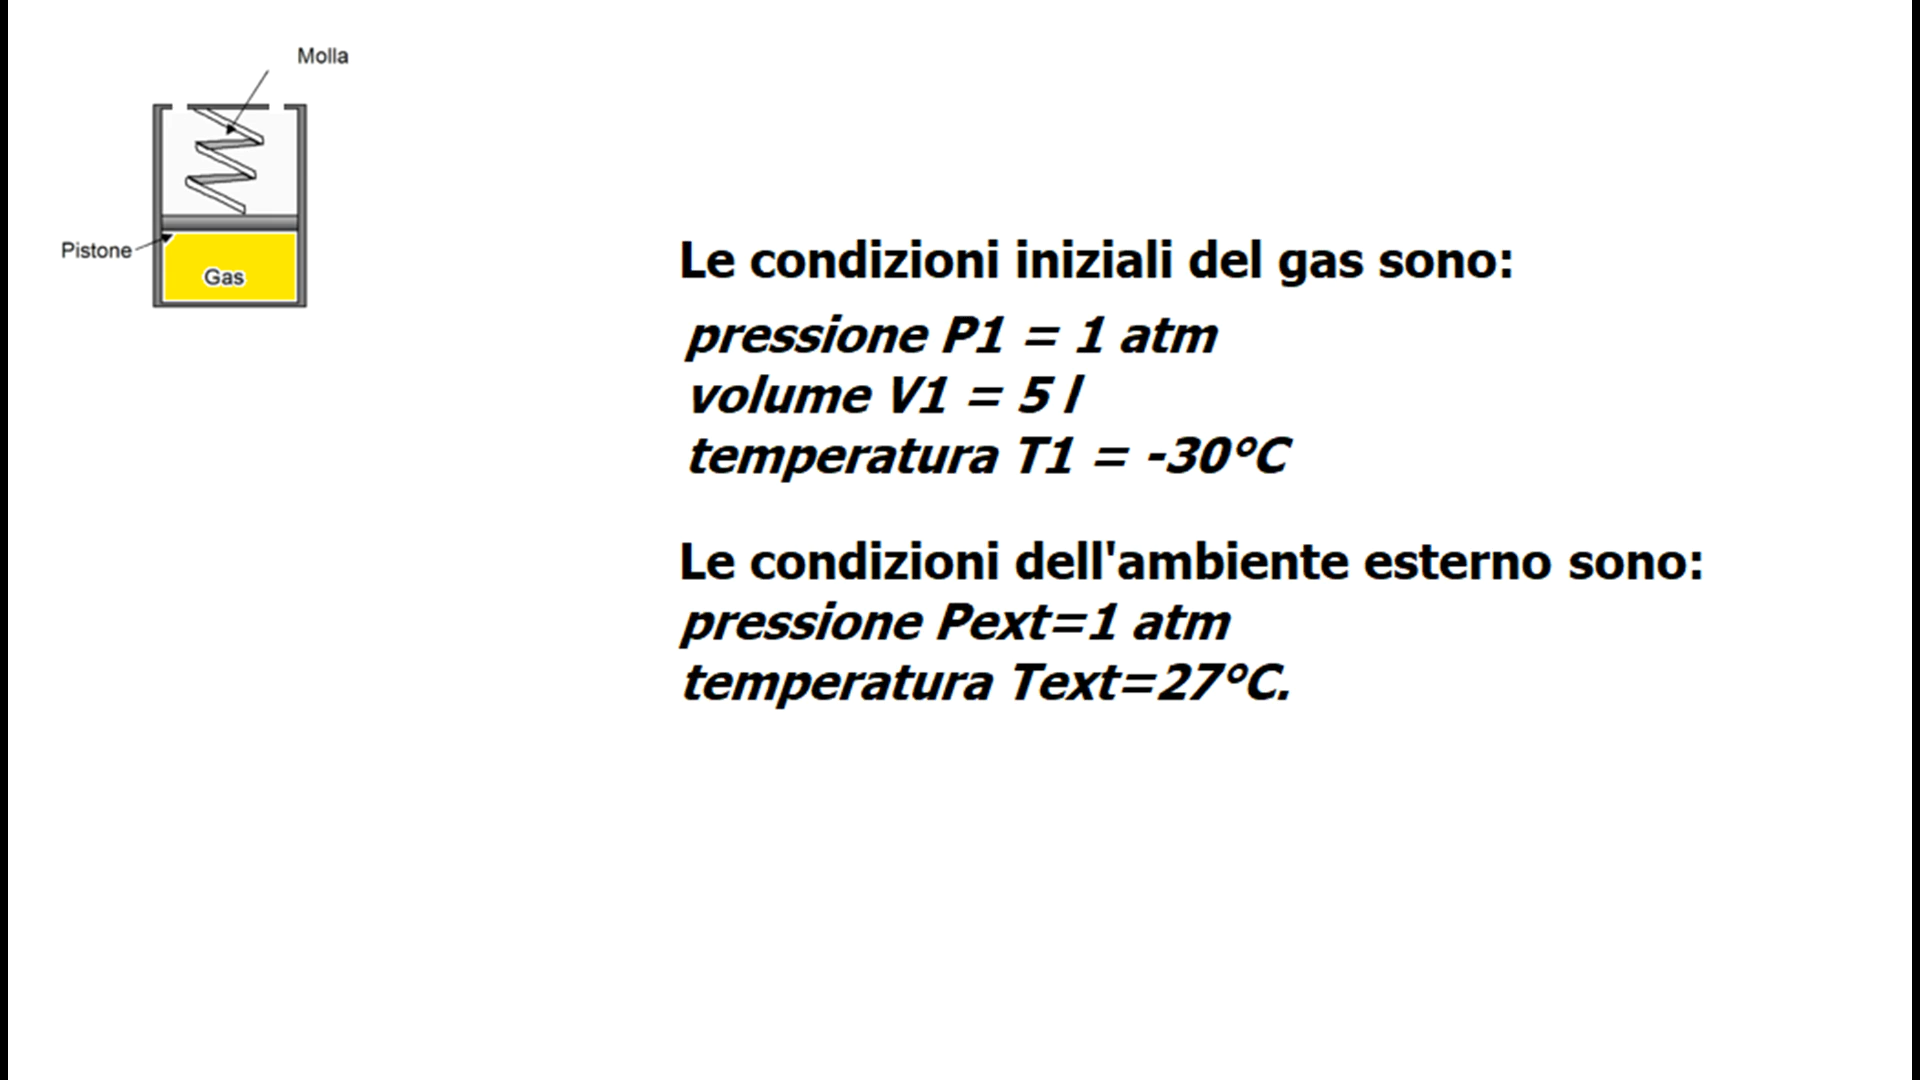 Molla
Pistone
Gas
Le condizioni iniziali del gas sono:
pressione P1 = 1 atm
volume V1 = 5 l
temperatura T1 = -30°C
Le condizioni dell'ambiente esterno sono:
pressione Pext=1 atm
temperatura Text=27°C.